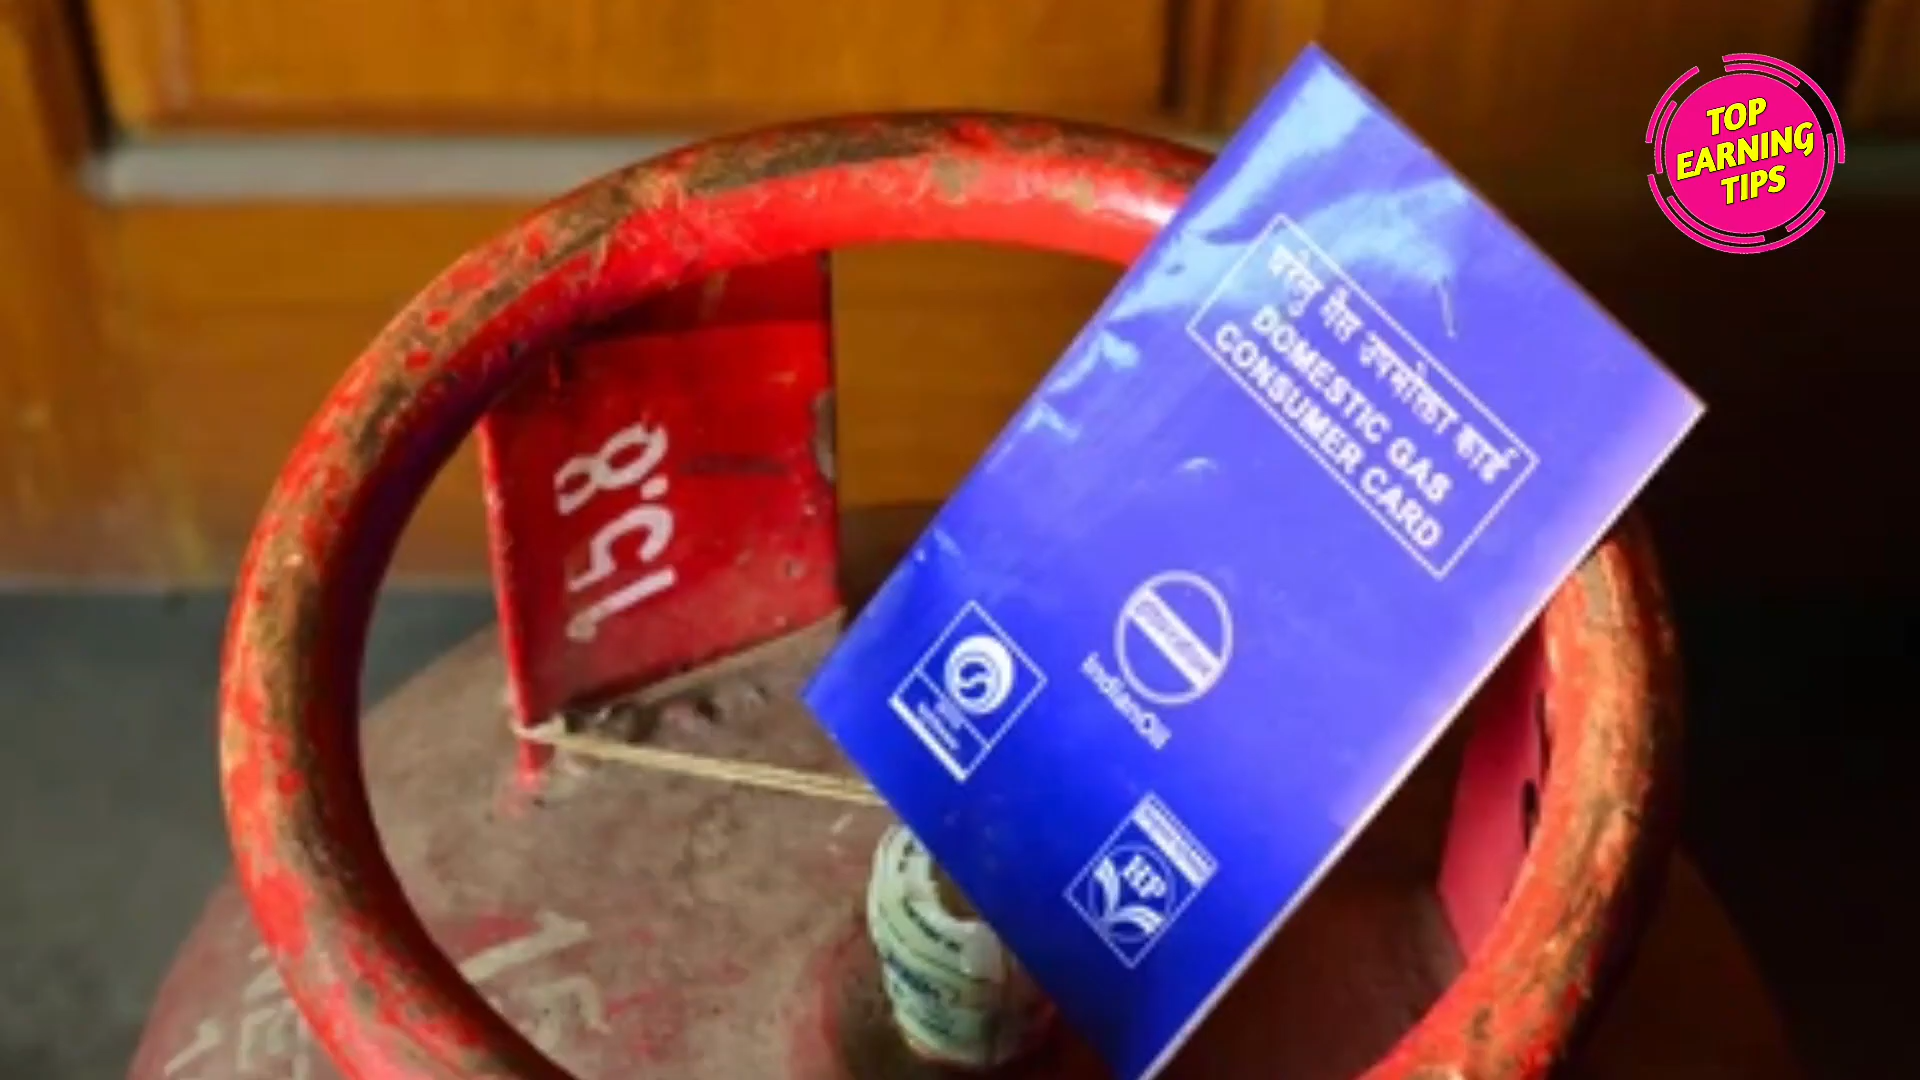 TOP
EARNING
TIPS
15.8
घरेलु गैस उपभोक्ता कार्ड
DOMESTIC GAS
CONSUMER CARD
IndianOil
HP